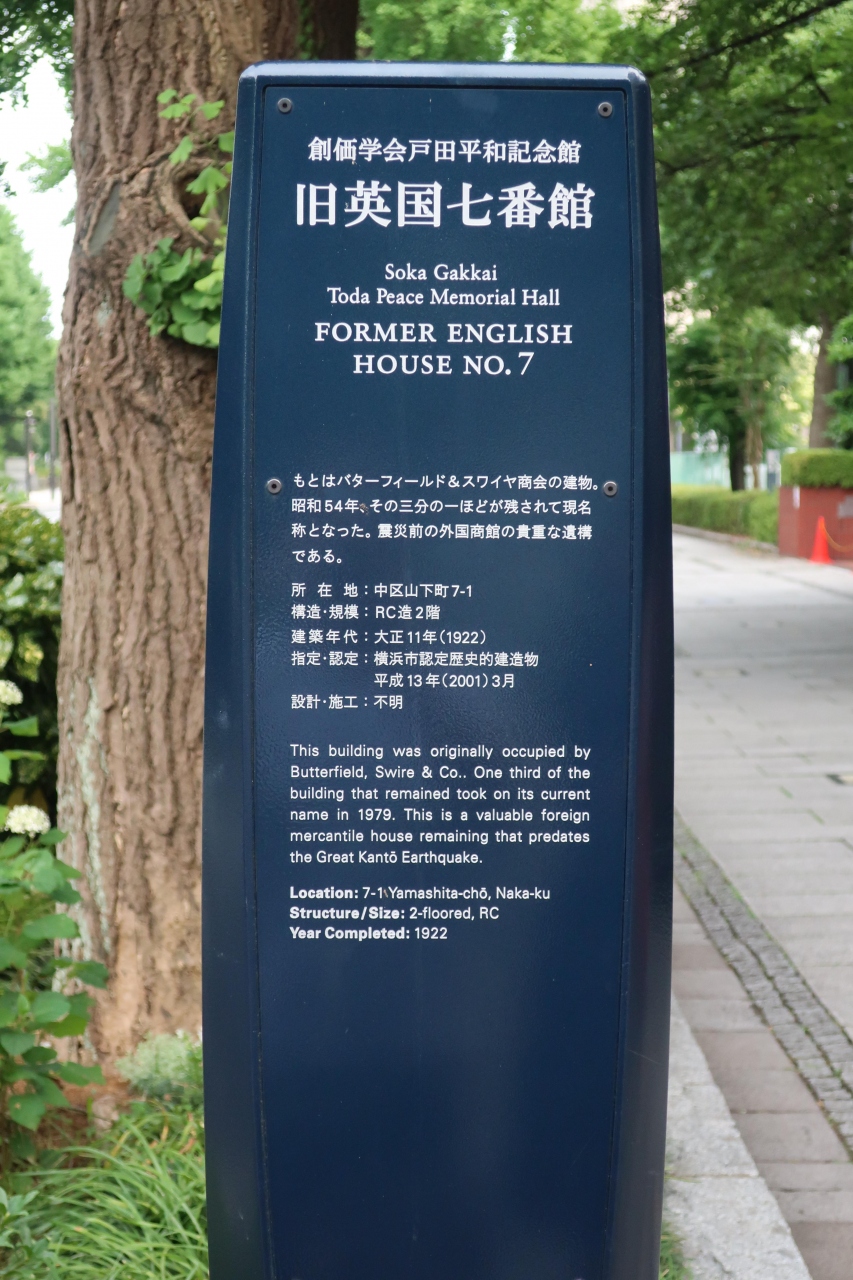 創価学会戸田平和記念館
旧英国七番館
Soka Gakkai
Toda Peace Memorial Hall
FORMER ENGLISH
HOUSE NO. 7
もとはバターフィールド&スワイヤ商会の建物。
昭和54年、その三分の一ほどが残されて現名
称となった。震災前の外国商館の貴重な遺構
である。
所在地:中区山下町7-1
構造・規模:RC造2階
建築年代:大正11年(1922)
指定・認定:横浜市認定歴史的建造物
平成13年(2001)3月
設計・施工:不明
This building was originally occupied by
Butterfield, Swire & Co.. One third of the
building that remained took on its current
name in 1979. This is a valuable foreign
mercantile house remaining that predates
the Great Kantō Earthquake.
Location: 7-1 Yamashita-chō, Naka-ku
Structure/Size: 2-floored, RC
Year Completed: 1922